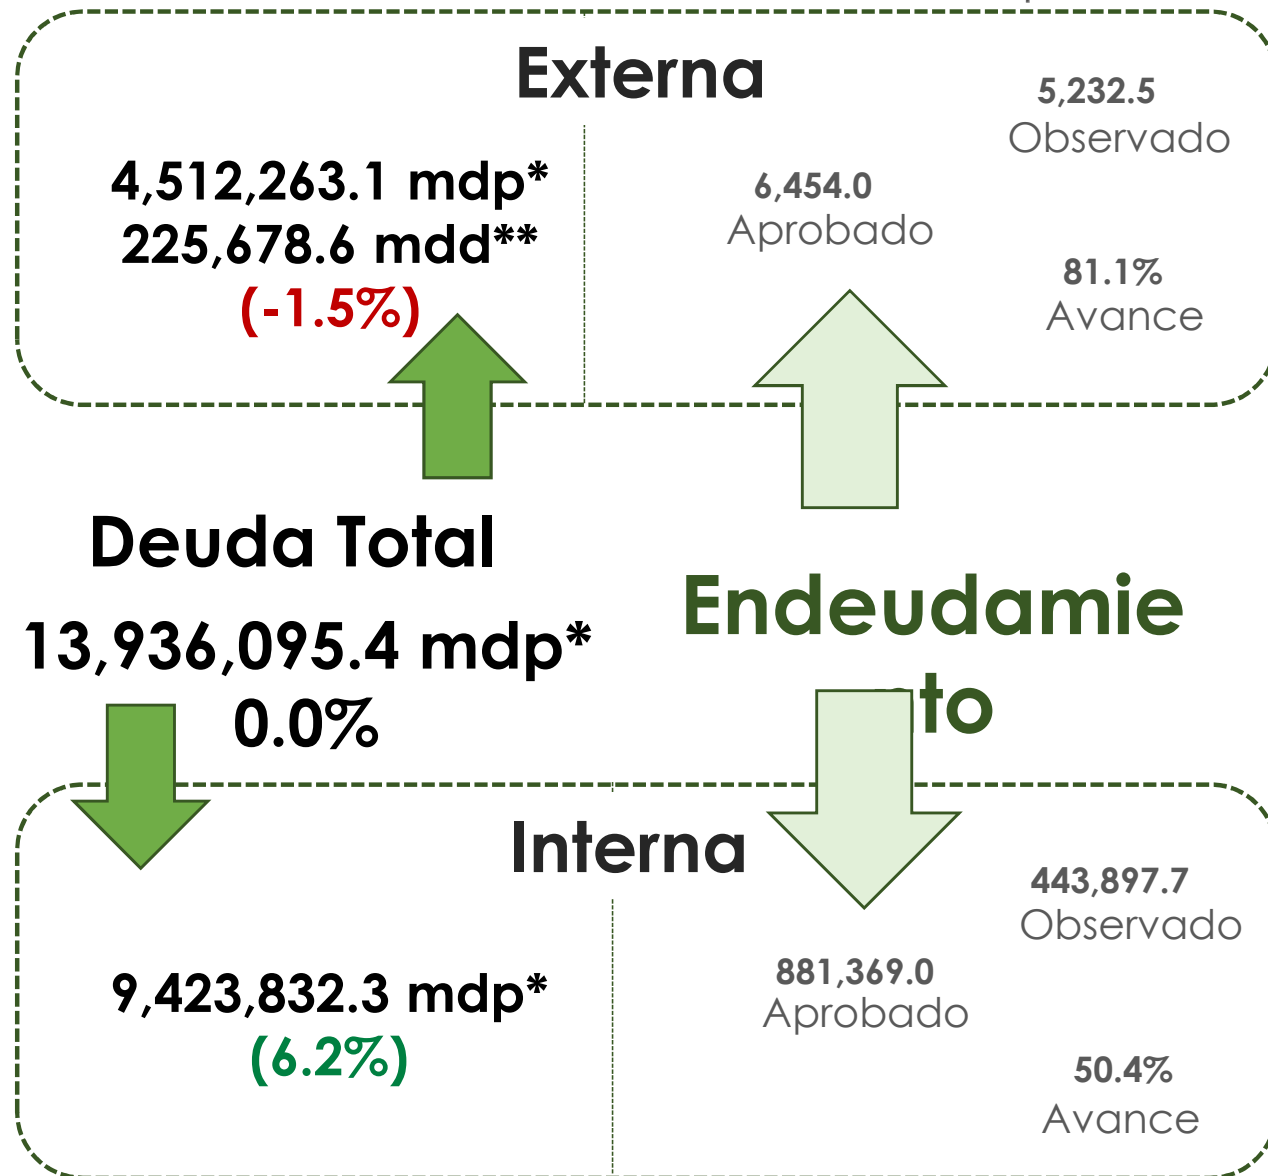 Externa
4,512,263.1 mdp*
225,678.6 mdd**
(-1.5%)
6,454.0
Aprobado
5,232.5
Observado
81.1%
Avance
Deuda Total
13,936,095.4 mdp*
0.0%
Endeudamie
to
Interna
9,423,832.3 mdp*
(6.2%)
881,369.0
Aprobado
443,897.7
Observado
50.4%
Avance